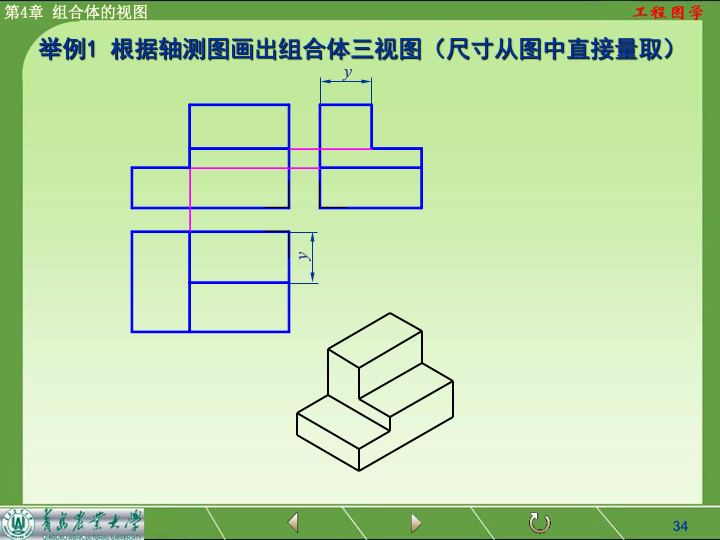 第4章 组合体的视图
工程图学
举例1 根据轴测图画出组合体三视图（尺寸从图中直接量取）
y
y
青岛农业大学
34